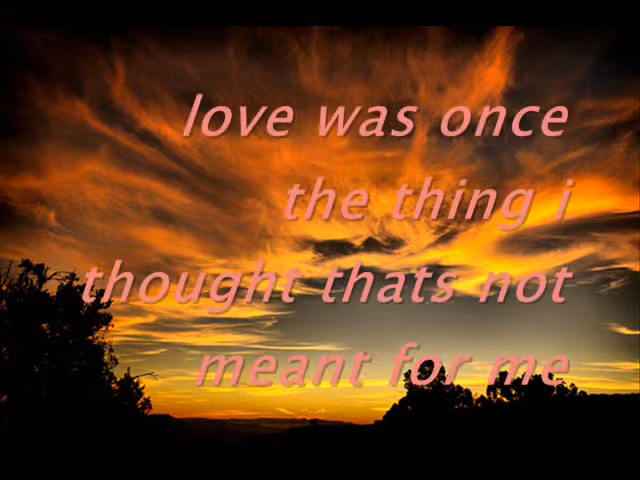 love was once
the thing i
thought thats not
meant for me